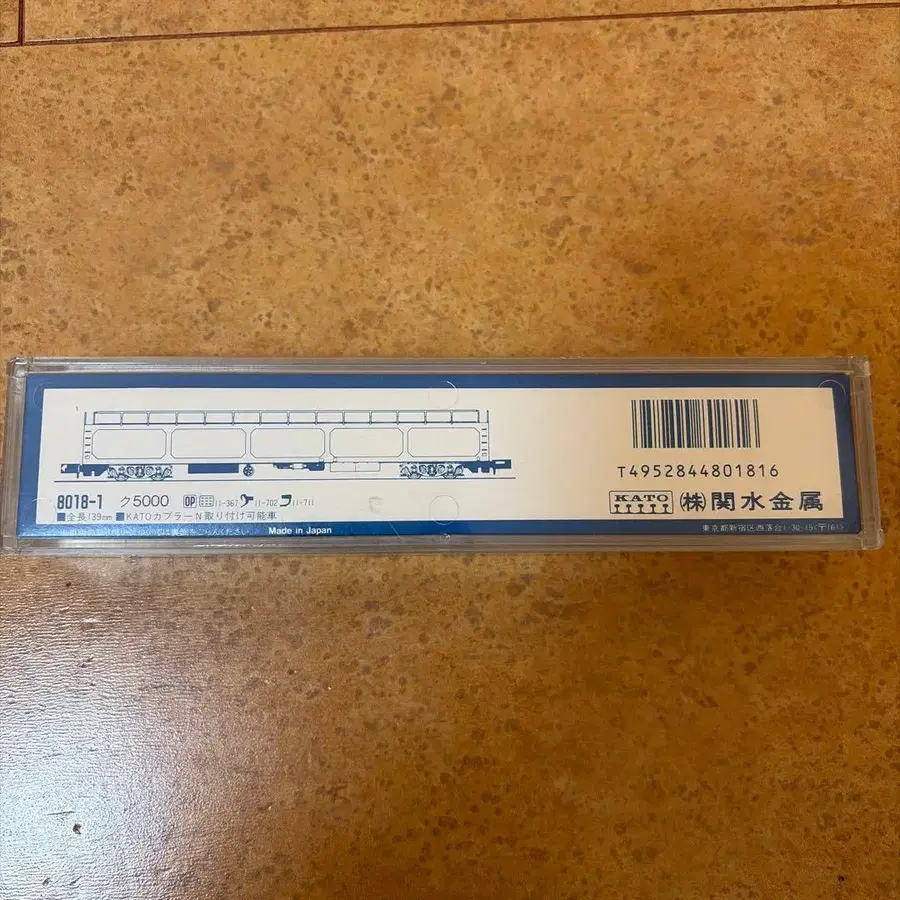 8018-1 ク5000 OP 11-367 11-702 11-711
■全長139mm ■KATOカプラーN取り付け可能車
Made in Japan
T4952844801816
KATO (株)関水金属